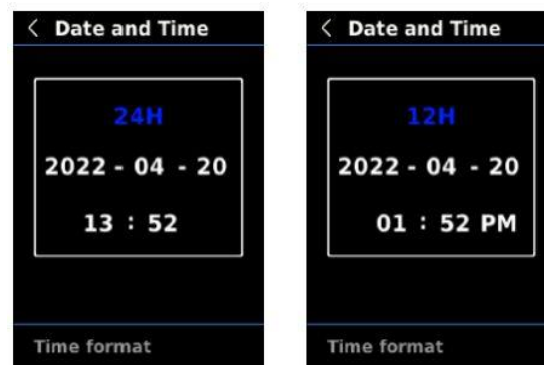 < Date and Time
24H
2022 - 04 - 20
13 : 52
Time format
< Date and Time
12H
2022 - 04 - 20
01 : 52 PM
Time format